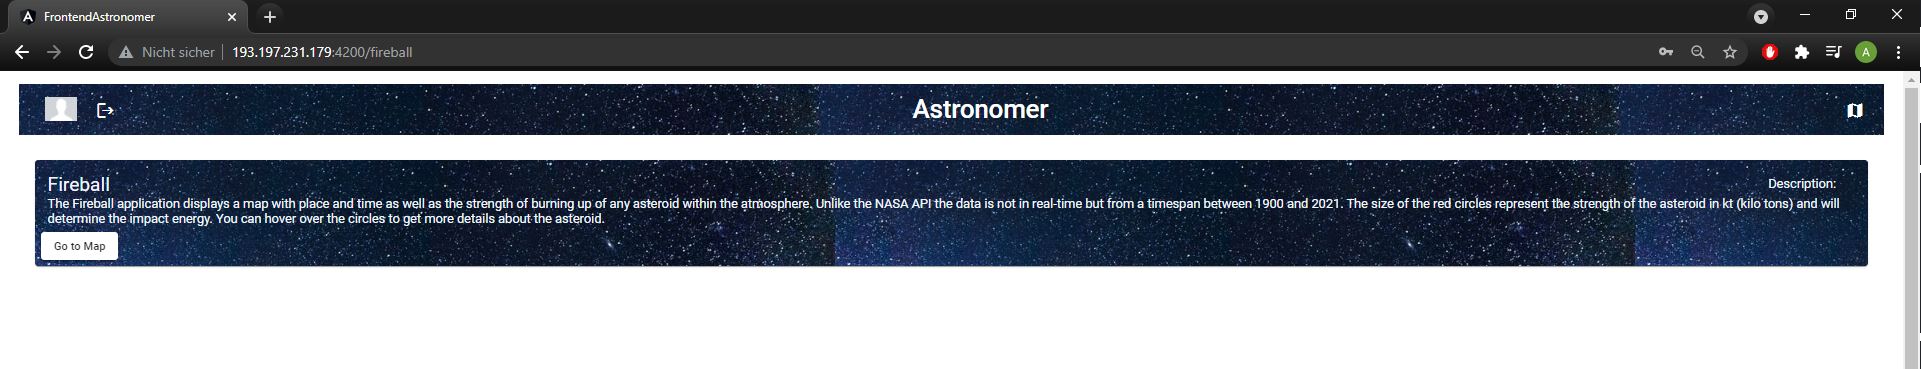 FrontendAstronomer
Nicht sicher 193.197.231.179:4200/fireball
A
Astronomer
Fireball
Description:
The Fireball application displays a map with place and time as well as the strength of burning up of any asteroid within the atmosphere. Unlike the NASA API the data is not in real-time but from a timespan between 1900 and 2021. The size of the red circles represent the strength of the asteroid in kt (kilo tons) and will
determine the impact energy. You can hover over the circles to get more details about the asteroid.
Go to Map